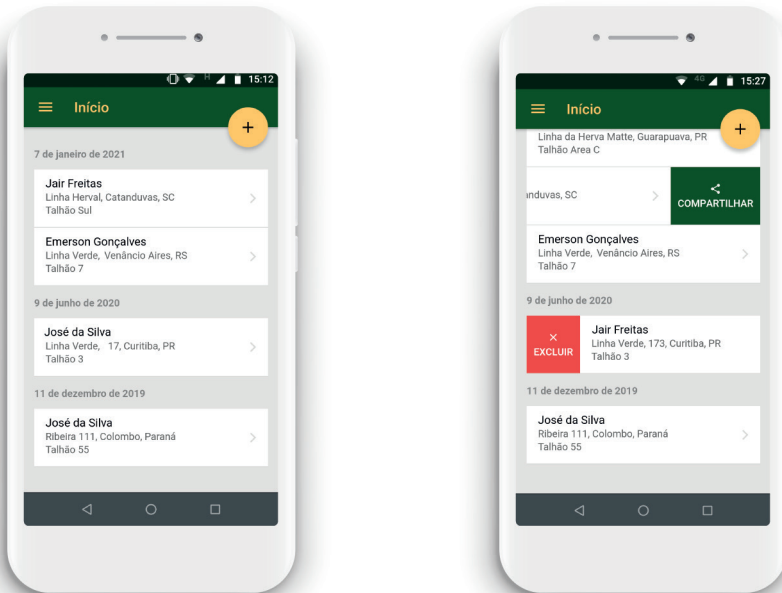 H 15:12
Início
+
7 de janeiro de 2021
Jair Freitas
Linha Herval, Catanduvas, SC
Talhão Sul
Emerson Gonçalves
Linha Verde, Venâncio Aires, RS
Talhão 7
9 de junho de 2020
José da Silva
Linha Verde, 17, Curitiba, PR
Talhão 3
11 de dezembro de 2019
José da Silva
Ribeira 111, Colombo, Paraná
Talhão 55
4G 15:27
Início
+
Linha da Herva Matte, Guarapuava, PR
Talhão Area C
nduvas, SC
COMPARTILHAR
Emerson Gonçalves
Linha Verde, Venâncio Aires, RS
Talhão 7
9 de junho de 2020
EXCLUIR
Jair Freitas
Linha Verde, 173, Curitiba, PR
Talhão 3
11 de dezembro de 2019
José da Silva
Ribeira 111, Colombo, Paraná
Talhão 55